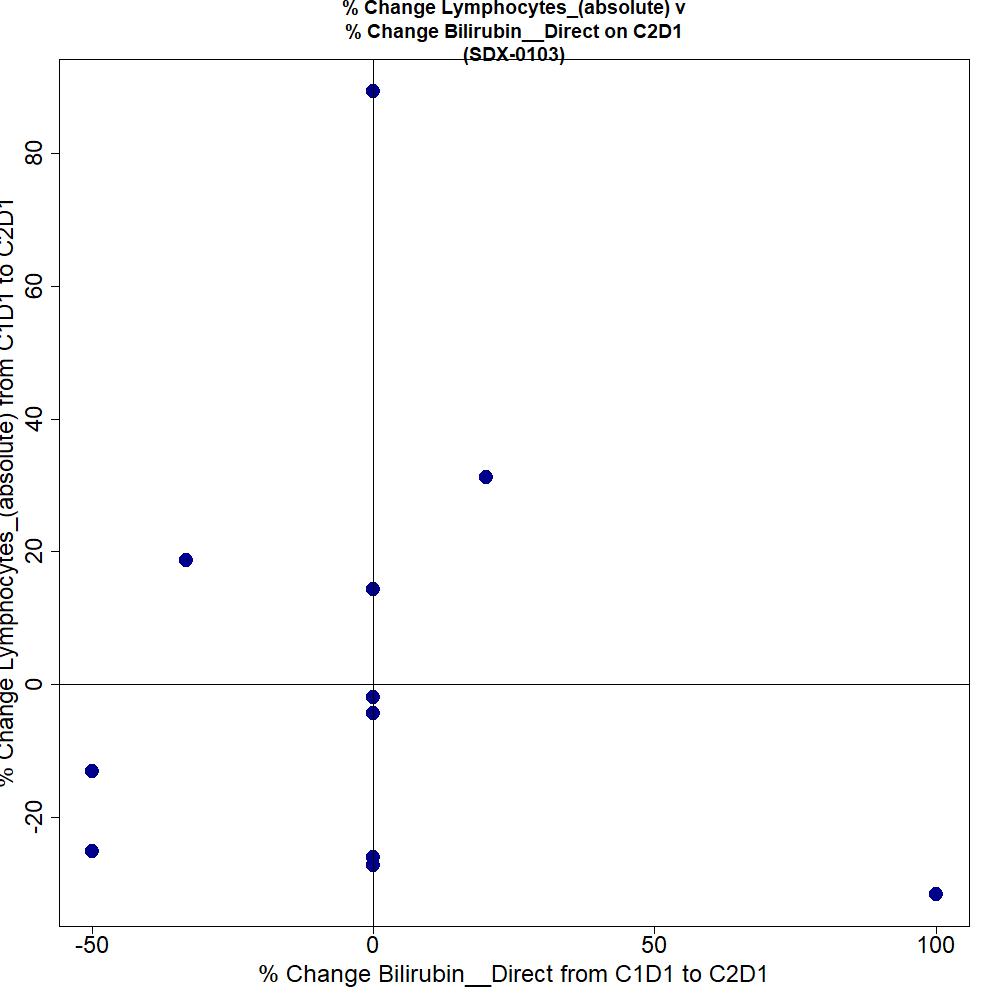 % Change Lymphocytes_(absolute) v
% Change Bilirubin__Direct on C2D1
(SDX-0103)
% Change Lymphocytes_(absolute) from C1D1 to C2D1
80
60
40
20
0
-20
-50 0 50 100
% Change Bilirubin__Direct from C1D1 to C2D1